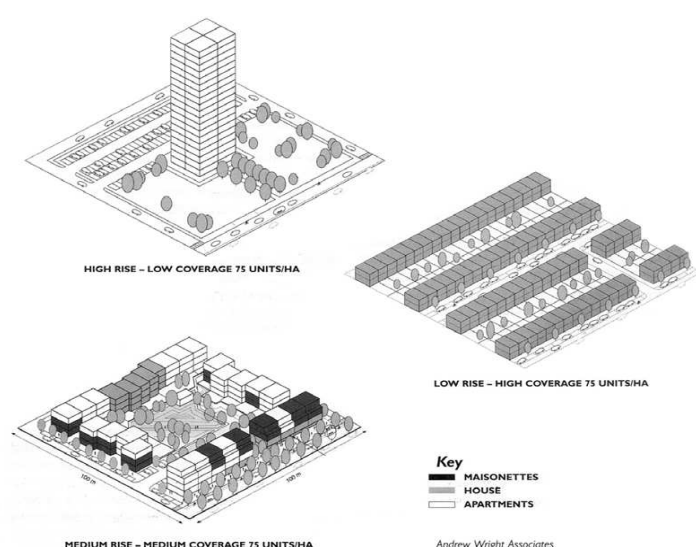 HIGH RISE – LOW COVERAGE 75 UNITS/HA
LOW RISE – HIGH COVERAGE 75 UNITS/HA
100 m
100 m
MEDIUM RISE – MEDIUM COVERAGE 75 UNITS/HA
Key
MAISONETTES
HOUSE
APARTMENTS
Andrew Wright Associates.